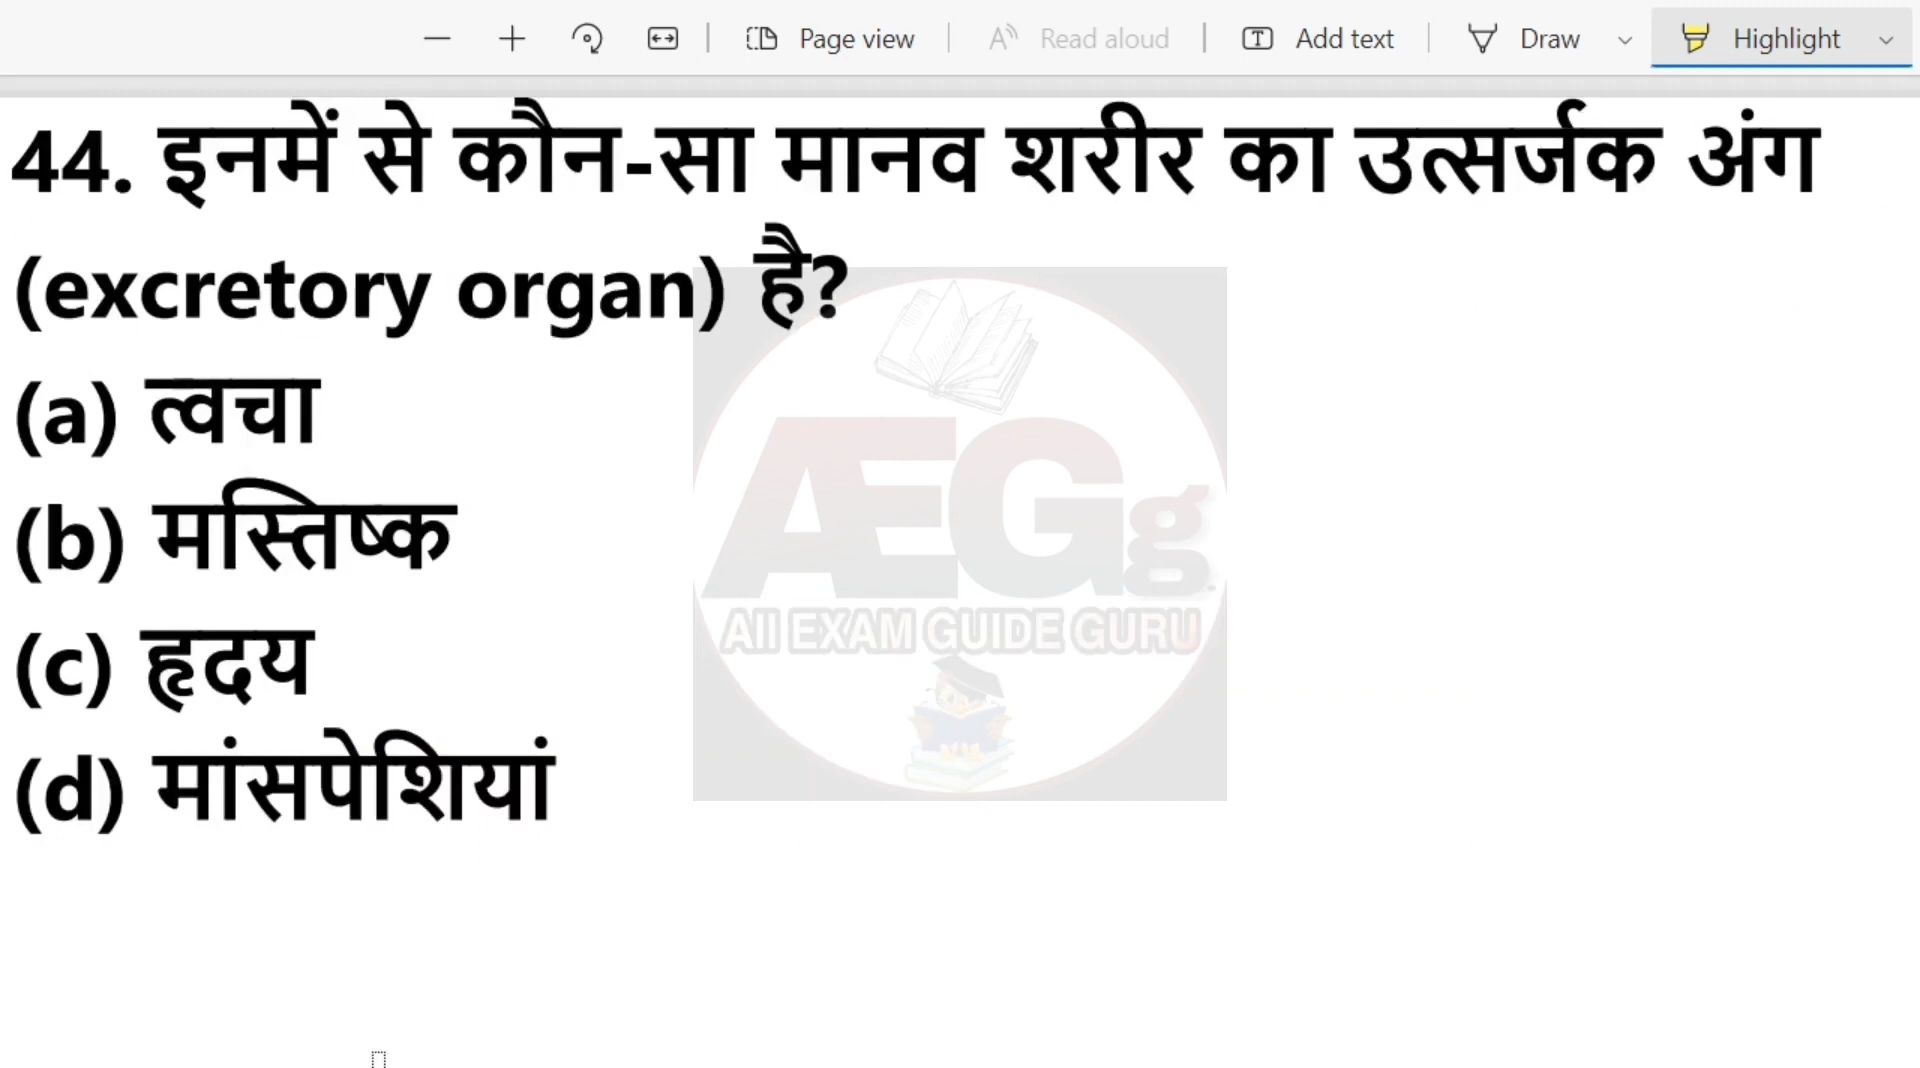 Page view
Read aloud
Add text
Draw
Highlight
44. इनमें से कौन-सा मानव शरीर का उत्सर्जक अंग
(excretory organ) है?
(a) त्वचा
(b) मस्तिष्क
(c) हृदय
(d) मांसपेशियां
AEGg
All EXAM GUIDE GURU